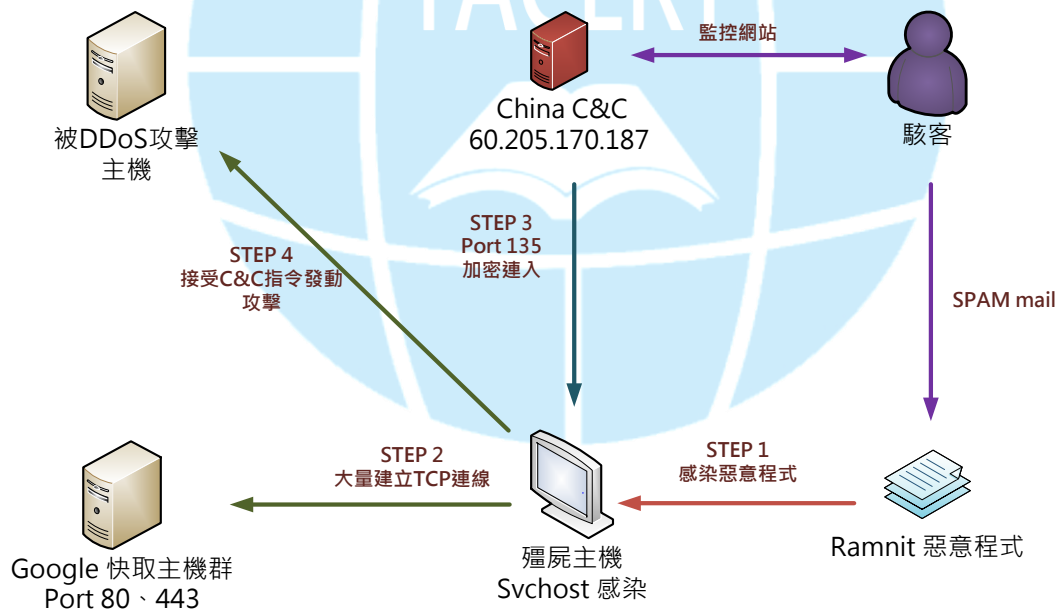 TACERT
監控網站
China C&C
60.205.170.187
駭客
被DDoS攻擊
主機
STEP 3
Port 135
加密連入
STEP 4
接受C&C指令發動
攻擊
SPAM mail
STEP 2
大量建立TCP連線
STEP 1
感染惡意程式
Google 快取主機群
Port 80、443
殭屍主機
Svchost 感染
Ramnit 惡意程式